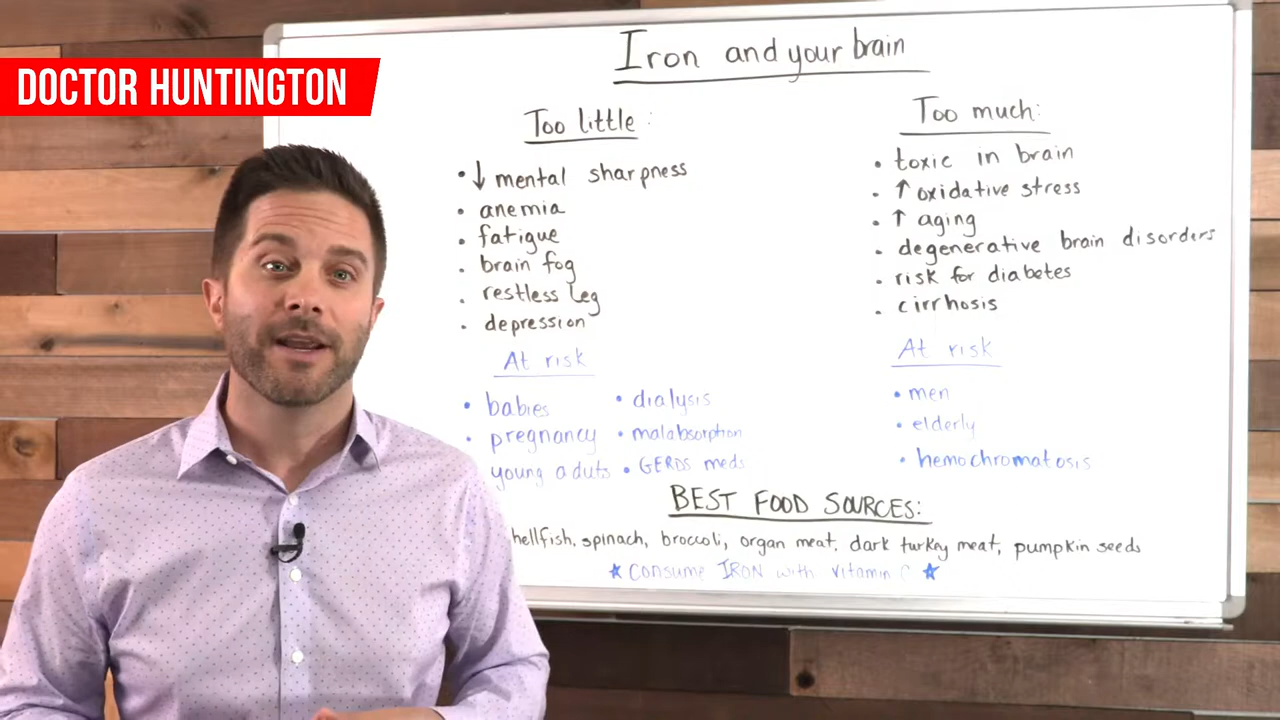 DOCTOR HUNTINGTON
Iron and your brain
Too little:
• ↓ mental sharpness
• anemia
• fatigue
• brain fog
• restless leg
• depression
At risk
• babies
• pregnancy
young aduts
• dialysis
• malabsorption
• GERDS meds
Too much:
• toxic in brain
• ↑ oxidative stress
• ↑ aging
• degenerative brain disorders
• risk for diabetes
• cirrhosis
At risk
• men
• elderly
• hemochromatosis
BEST FOOD SOURCES:
hellfish, spinach, broccoli, organ meat, dark turkey meat, pumpkin seeds
★ Consume IRON with vitamin C ★